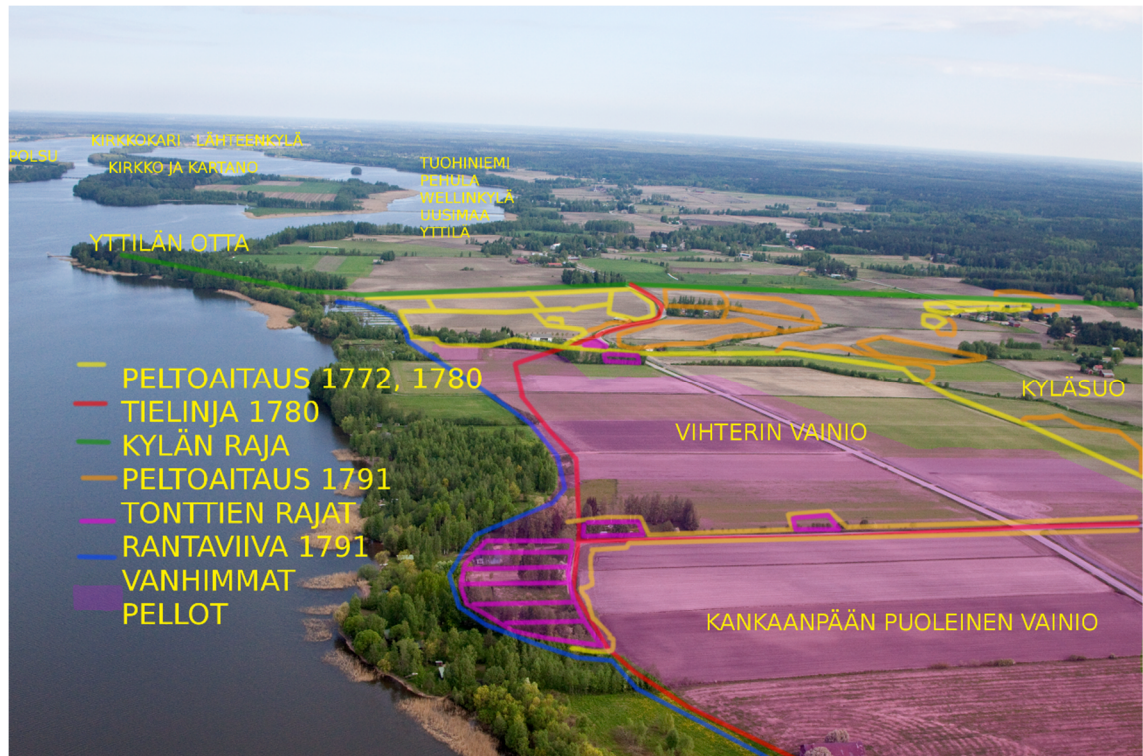 KIRKKOKARI LÄHTEENKYLÄ
POLSU
KIRKKO JA KARTANO
TUOHINIEMI
PEHULA
WELLINKYLÄ
UUSIMAA
YTTILÄ
YTTILÄN OTTA
PELTOAITAUS 1772, 1780
TIELINJA 1780
KYLÄN RAJA
PELTOAITAUS 1791
TONTTIEN RAJAT
RANTAVIIVA 1791
VANHIMMAT
PELLOT
KYLÄSUO
VIHTERIN VAINIO
KANKAANPÄÄN PUOLEINEN VAINIO